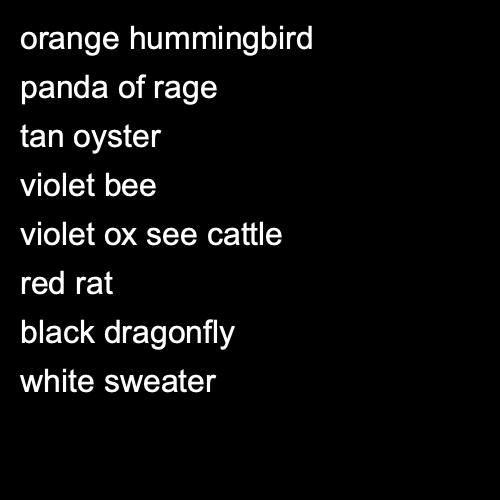 orange hummingbird
panda of rage
tan oyster
violet bee
violet ox see cattle
red rat
black dragonfly
white sweater